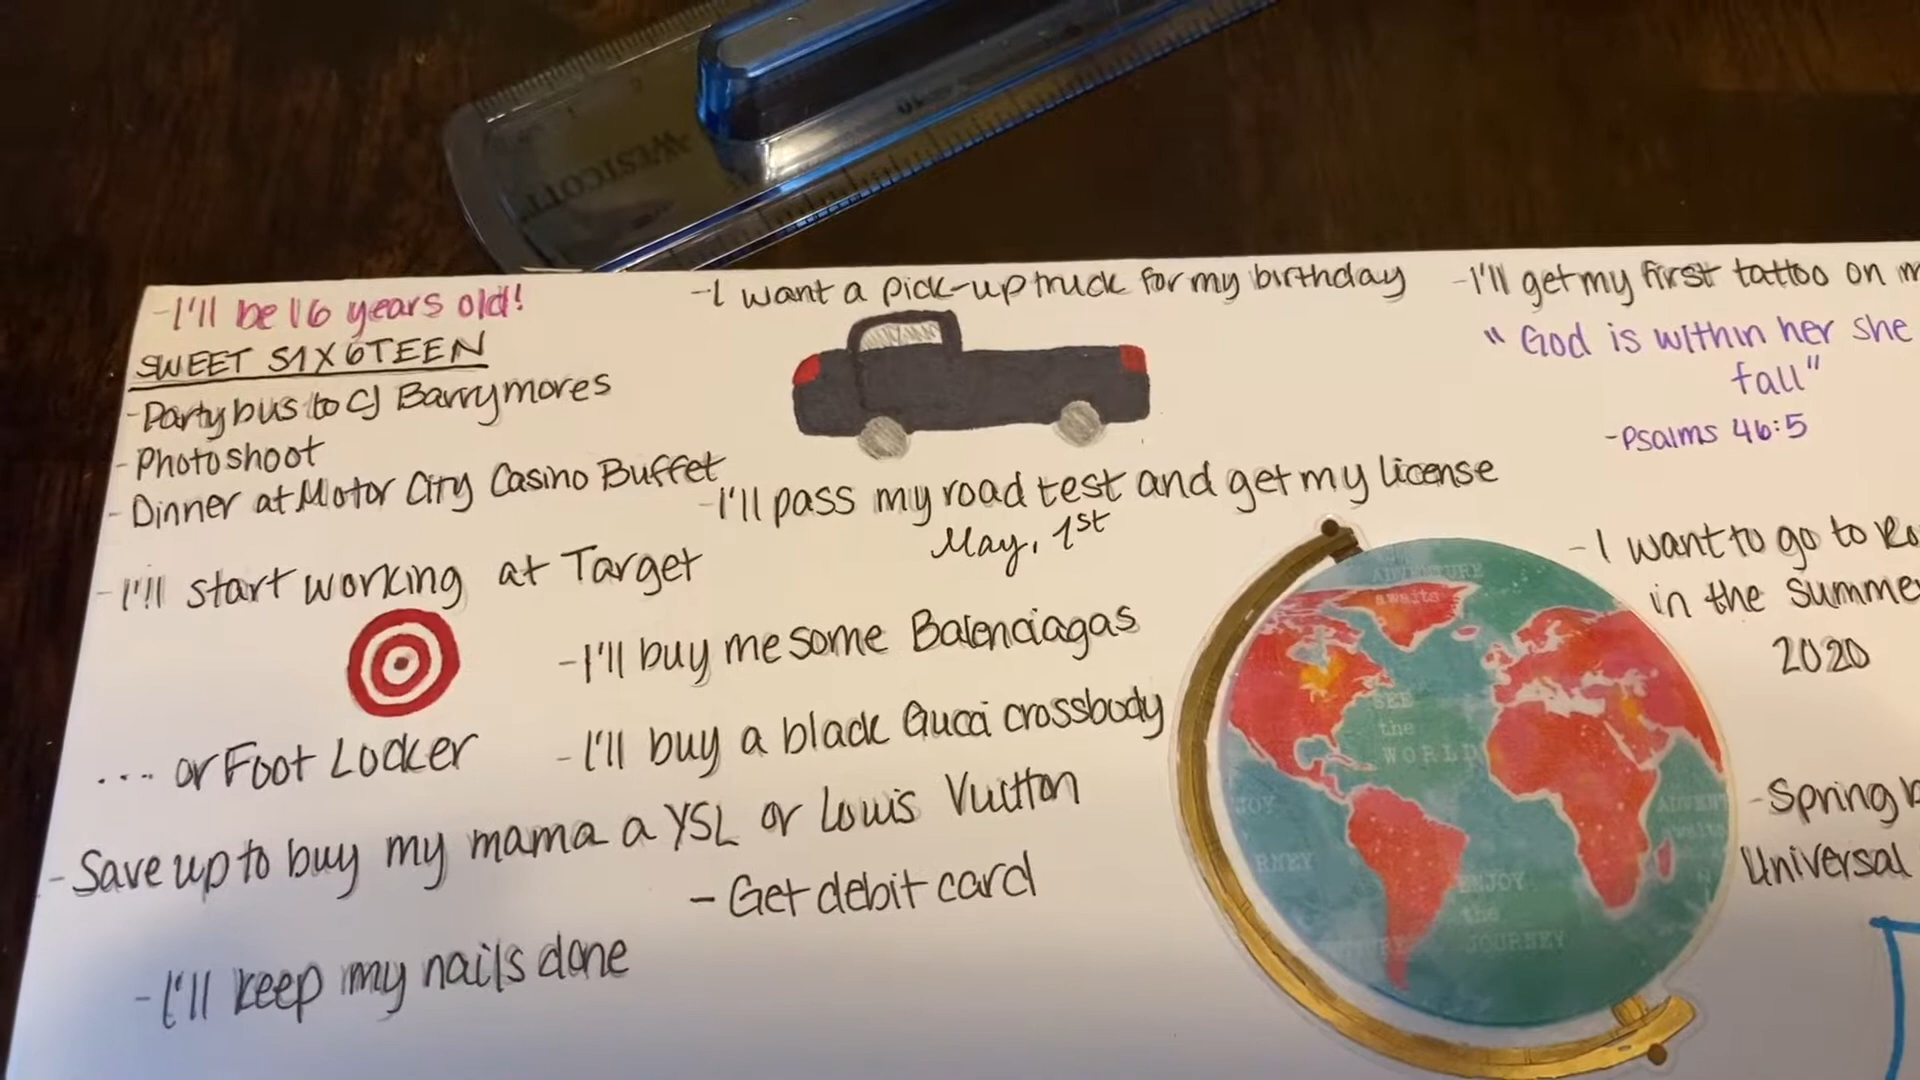 WESTCOTT
-I'll be 16 years old!
SWEET S1X6TEEN
-Party bus to CJ Barrymores
-Photoshoot
-Dinner at Motor City Casino Buffet
-I'll start working at Target
.... or Foot Locker
-Save up to buy my mama a YSL or Louis Vuitton
-I'll keep my nails done
-I want a pick-up truck for my birthday
-I'll pass my road test and get my license
May, 1st
-I'll buy me some Balenciagas
-I'll buy a black Gucci crossbody
-Get debit card
-I'll get my first tattoo on
"God is within her she
fall"
-Psalms 46:5
-I want to go to
in the summer
2020
-Spring
Universal
ADVENTURE
awaits
SEE
the
WORLD
ENJOY
the
JOURNEY
awaits